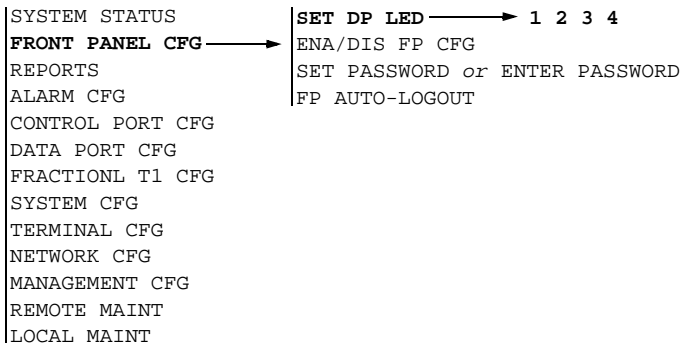 SYSTEM STATUS
FRONT PANEL CFG
REPORTS
ALARM CFG
CONTROL PORT CFG
DATA PORT CFG
FRACTIONL T1 CFG
SYSTEM CFG
TERMINAL CFG
NETWORK CFG
MANAGEMENT CFG
REMOTE MAINT
LOCAL MAINT
SET DP LED
ENA/DIS FP CFG
SET PASSWORD or ENTER PASSWORD
FP AUTO-LOGOUT
1 2 3 4